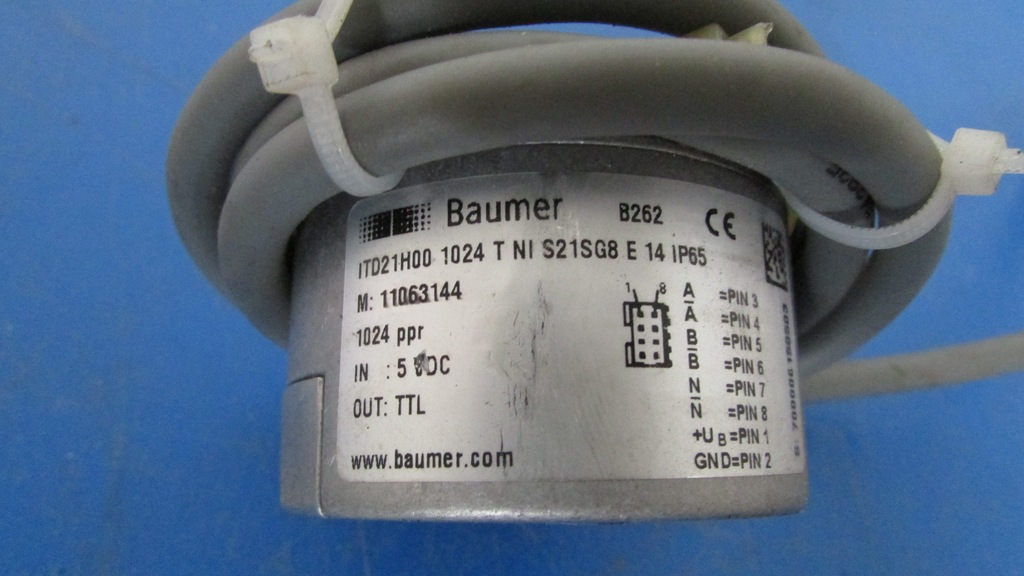 Baumer B262 CE
ITD21H00 1024 T NI S21SG8 E 14 IP65
M: 11063144
1024 ppr
IN : 5 VDC
OUT: TTL
www.baumer.com
1 8
A =PIN 3
A̅ =PIN 4
B =PIN 5
B̅ =PIN 6
N =PIN 7
N̅ =PIN 8
+UB =PIN 1
GND=PIN 2